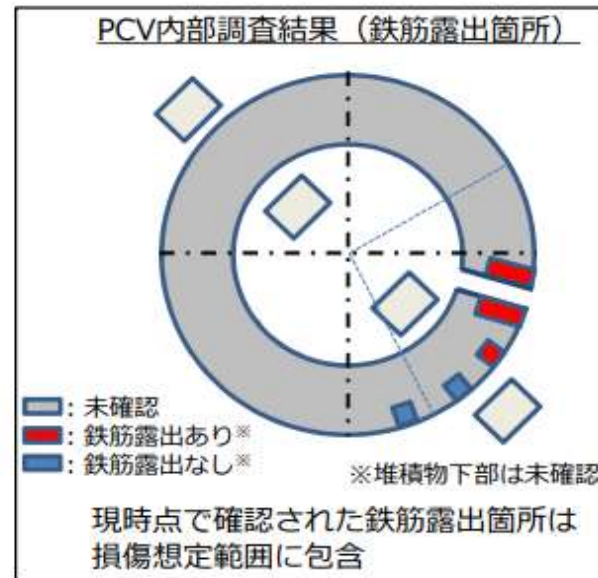 PCV内部調査結果（鉄筋露出箇所）
：未確認
：鉄筋露出あり※
：鉄筋露出なし※
※堆積物下部は未確認
現時点で確認された鉄筋露出箇所は
損傷想定範囲に包含